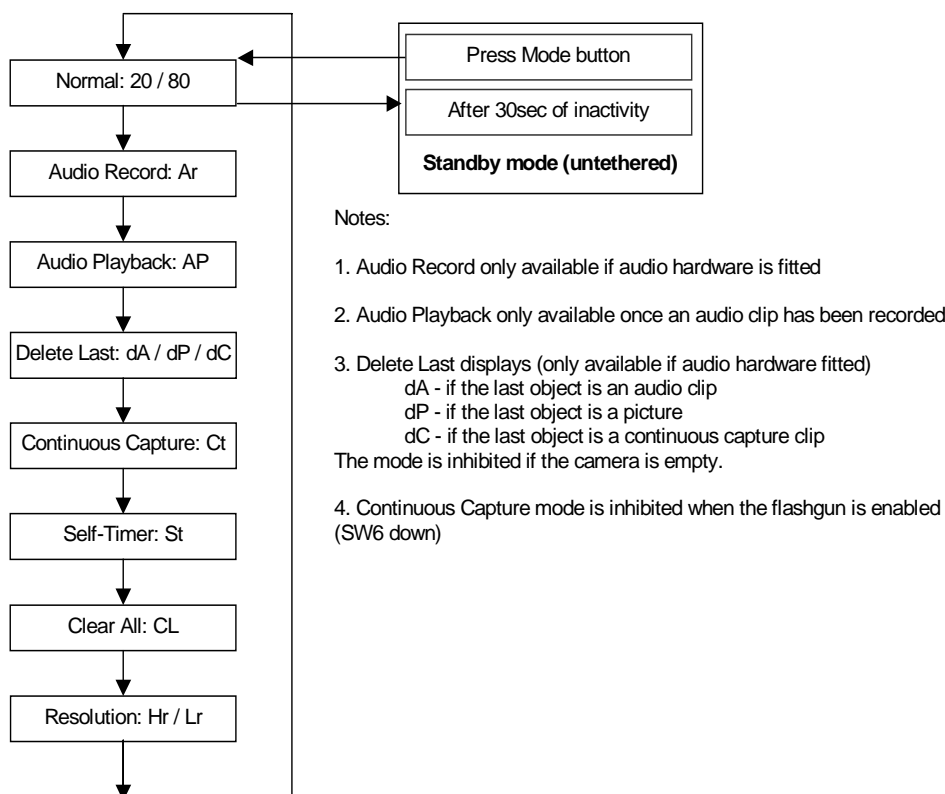 Normal: 20 / 80
Audio Record: Ar
Audio Playback: AP
Delete Last: dA / dP / dC
Continuous Capture: Ct
Self-Timer: St
Clear All: CL
Resolution: Hr / Lr
Press Mode button
After 30sec of inactivity
Standby mode (untethered)
Notes:
1. Audio Record only available if audio hardware is fitted
2. Audio Playback only available once an audio clip has been recorded
3. Delete Last displays (only available if audio hardware fitted)
dA - if the last object is an audio clip
dP - if the last object is a picture
dC - if the last object is a continuous capture clip
The mode is inhibited if the camera is empty.
4. Continuous Capture mode is inhibited when the flashgun is enabled
(SW6 down)